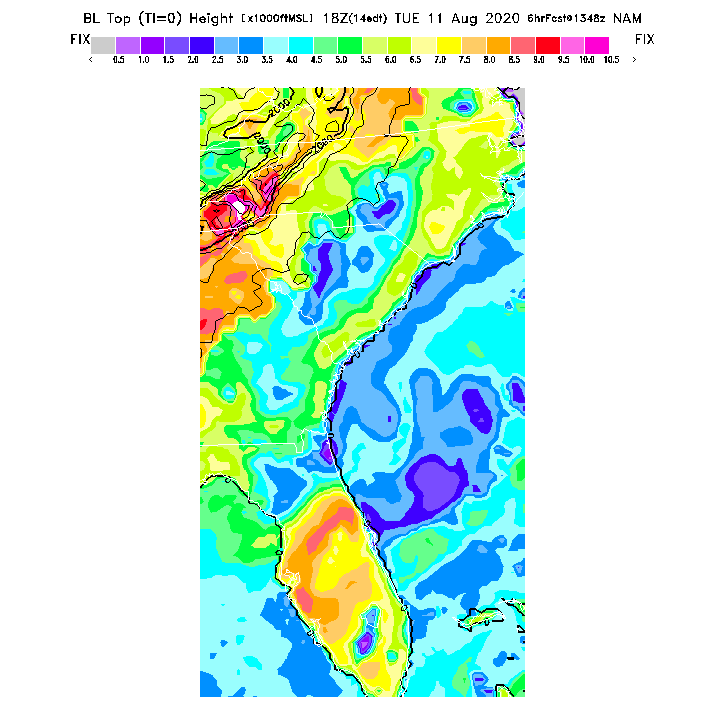 BL Top (TI=0) Height [x1000ftMSL] 18Z(14edt) TUE 11 Aug 2020 6hrFcst@1348z NAM
FIX FIX
< 0.5 1.0 1.5 2.0 2.5 3.0 3.5 4.0 4.5 5.0 5.5 6.0 6.5 7.0 7.5 8.0 8.5 9.0 9.5 10.0 10.5 >
2000
2000
2000